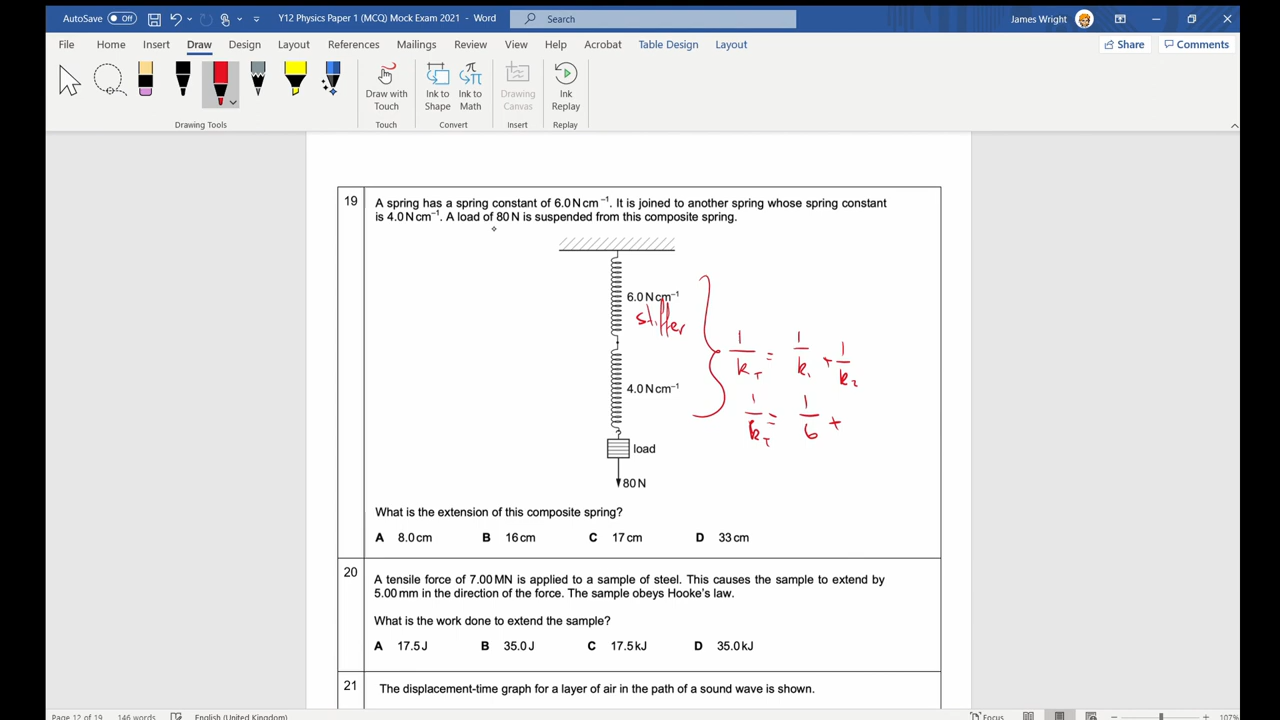 AutoSave Off Y12 Physics Paper 1 (MCQ) Mock Exam 2021 - Word Search James Wright
File Home Insert Draw Design Layout References Mailings Review View Help Acrobat Table Design Layout Share Comments
Draw with Touch
Ink to Shape
Ink to Math
Drawing Canvas
Ink Replay
Drawing Tools Touch Convert Insert Replay
19 A spring has a spring constant of 6.0 N cm⁻¹. It is joined to another spring whose spring constant
is 4.0 N cm⁻¹. A load of 80 N is suspended from this composite spring.
6.0 N cm⁻¹
stiffer
1/k_T = 1/k₁ + 1/k₂
4.0 N cm⁻¹
1/k_T = 1/6 +
load
80 N
What is the extension of this composite spring?
A 8.0 cm B 16 cm C 17 cm D 33 cm
20 A tensile force of 7.00 MN is applied to a sample of steel. This causes the sample to extend by
5.00 mm in the direction of the force. The sample obeys Hooke's law.
What is the work done to extend the sample?
A 17.5 J B 35.0 J C 17.5 kJ D 35.0 kJ
21 The displacement-time graph for a layer of air in the path of a sound wave is shown.
Page 12 of 19 146 words English (United Kingdom) Focus 107%